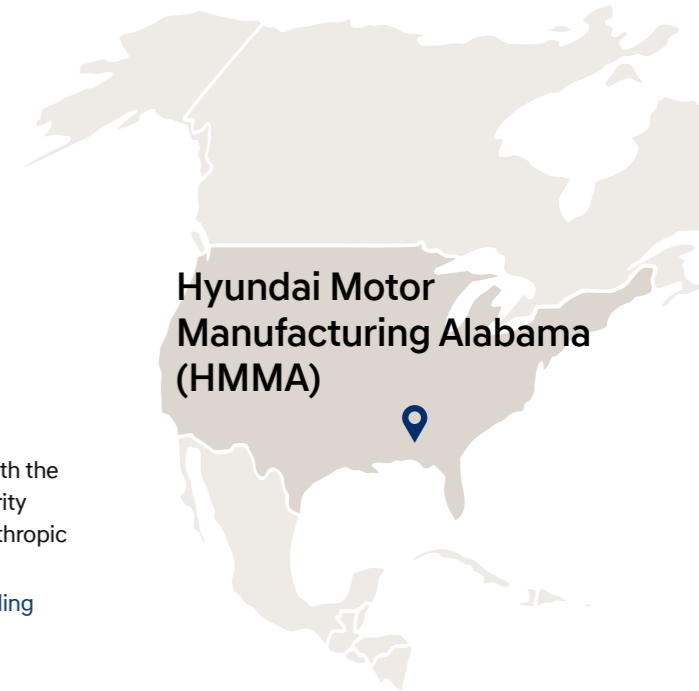 Hyundai Motor
Manufacturing Alabama
(HMMA)
th the
rity
thropic
ling